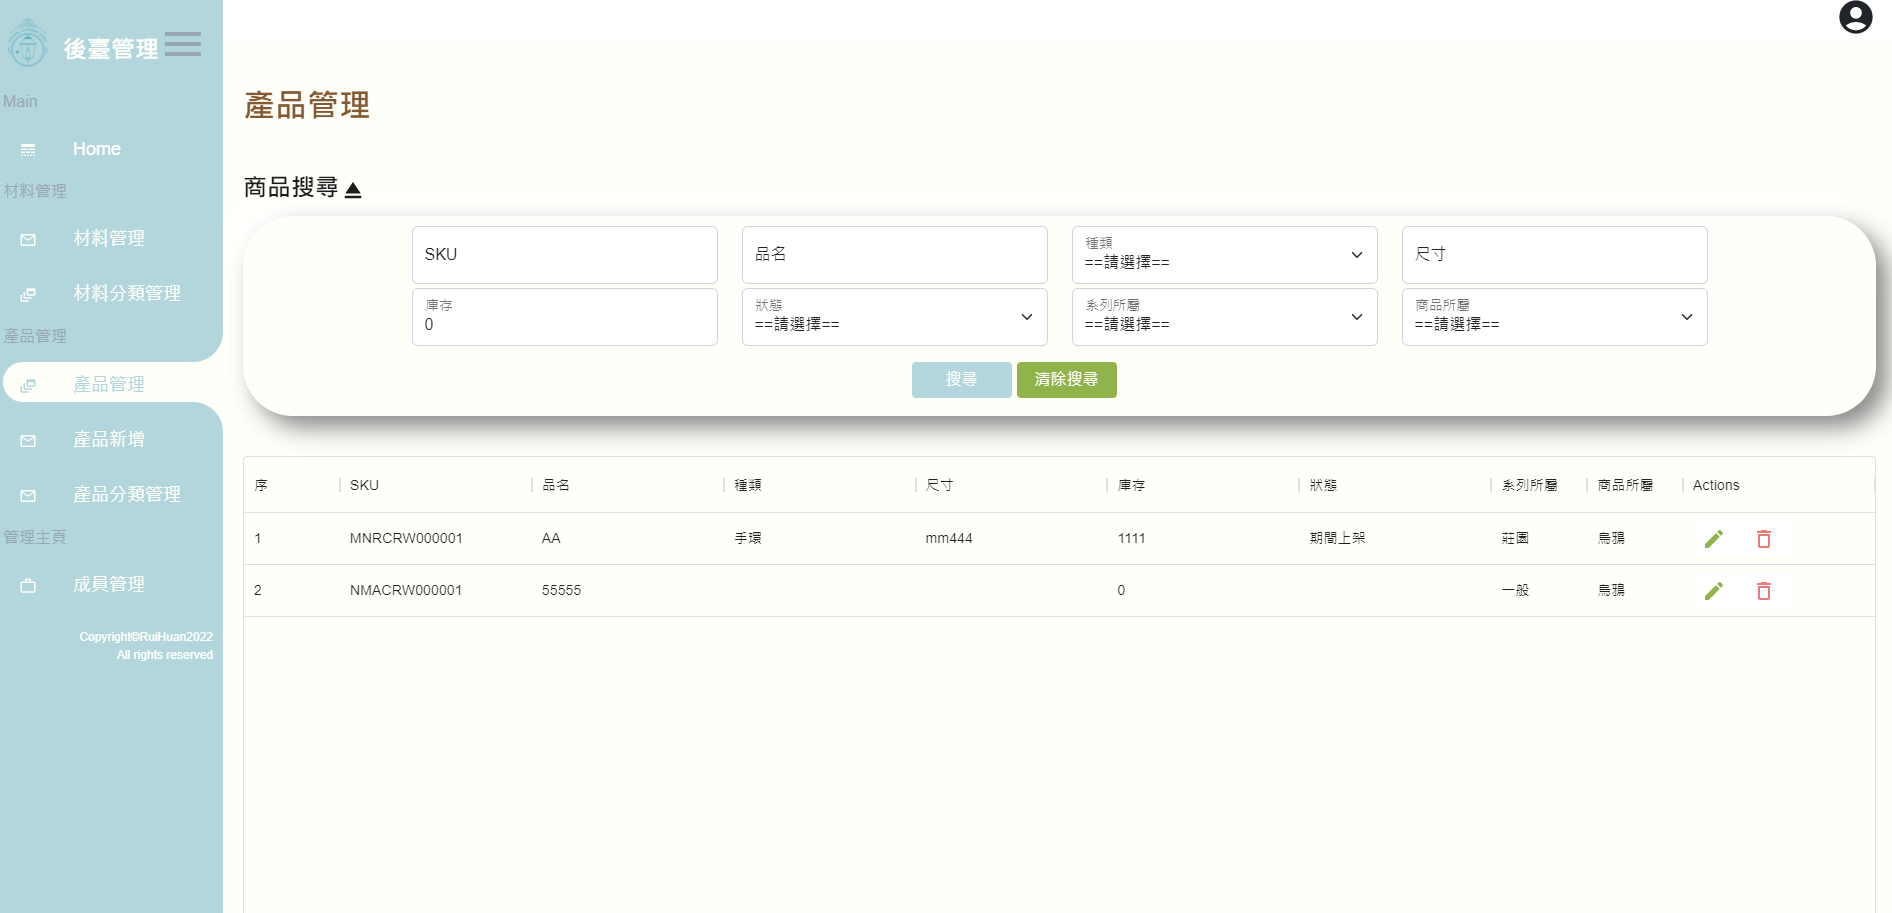 後臺管理
Main
Home
材料管理
材料管理
材料分類管理
產品管理
產品管理
產品新增
產品分類管理
管理主頁
成員管理
Copyright©RuiHuan2022
All rights reserved
產品管理
商品搜尋
SKU 品名 種類 ==請選擇== 尺寸
庫存 0 狀態 ==請選擇== 系列所屬 ==請選擇== 商品所屬 ==請選擇==
搜尋 清除搜尋
序 SKU 品名 種類 尺寸 庫存 狀態 系列所屬 商品所屬 Actions
1 MNRCRW000001 AA 手環 mm444 1111 期間上架 莊園 烏鴉
2 NMACRW000001 55555 0 一般 烏鴉